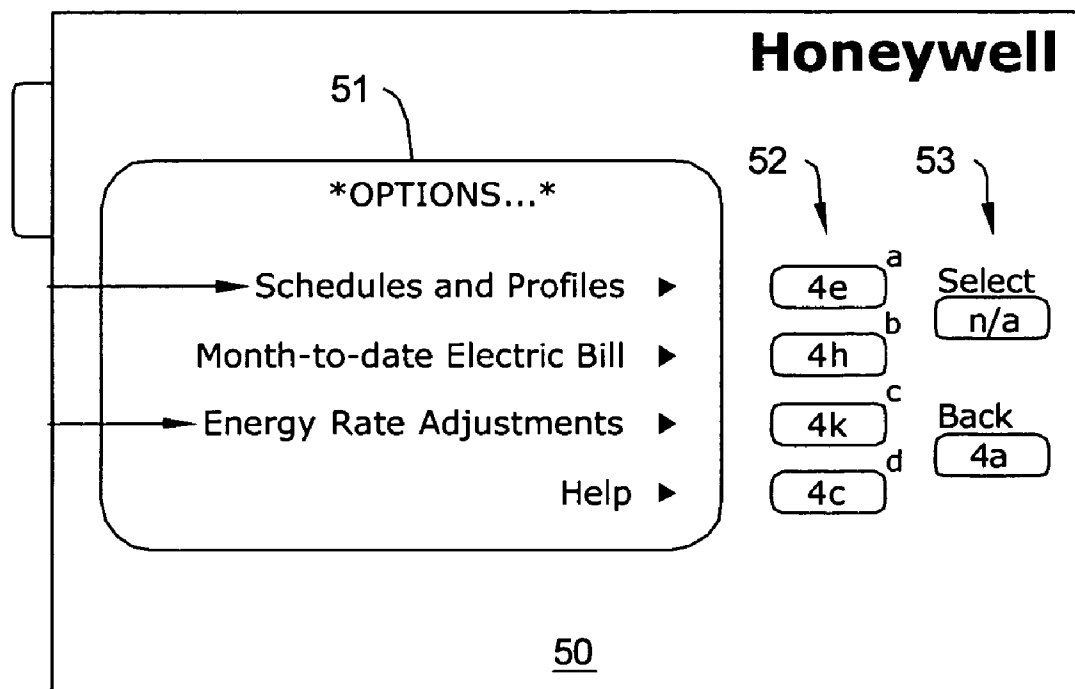 Honeywell
51
52
53
*OPTIONS...*
Schedules and Profiles ▶
4e
a
Select
n/a
Month-to-date Electric Bill ▶
4h
b
Energy Rate Adjustments ▶
4k
c
Back
4a
Help ▶
4c
d
50